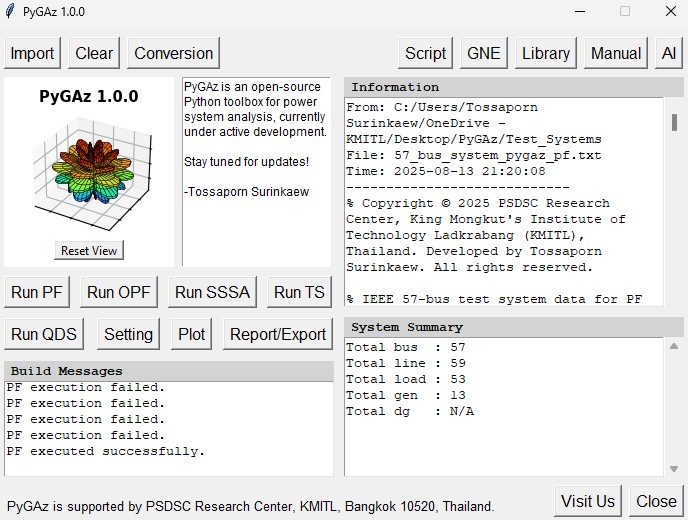 PyGAz 1.0.0
Import Clear Conversion Script GNE Library Manual AI
PyGAz 1.0.0
Reset View
PyGAz is an open-source
Python toolbox for power
system analysis, currently
under active development.
Stay tuned for updates!
-Tossaporn Surinkaew
Run PF Run OPF Run SSSA Run TS
Run QDS Setting Plot Report/Export
Build Messages
PF execution failed.
PF execution failed.
PF execution failed.
PF execution failed.
PF executed successfully.
Information
From: C:/Users/Tossaporn
Surinkaew/OneDrive -
KMITL/Desktop/PyGAz/Test_Systems
File: 57_bus_system_pygaz_pf.txt
Time: 2025-08-13 21:20:08
------------------------------
% Copyright © 2025 PSDSC Research
Center, King Mongkut's Institute of
Technology Ladkrabang (KMITL),
Thailand. Developed by Tossaporn
Surinkaew. All rights reserved.
% IEEE 57-bus test system data for PF
System Summary
Total bus : 57
Total line : 59
Total load : 53
Total gen : 13
Total dg : N/A
PyGAz is supported by PSDSC Research Center, KMITL, Bangkok 10520, Thailand.
Visit Us Close